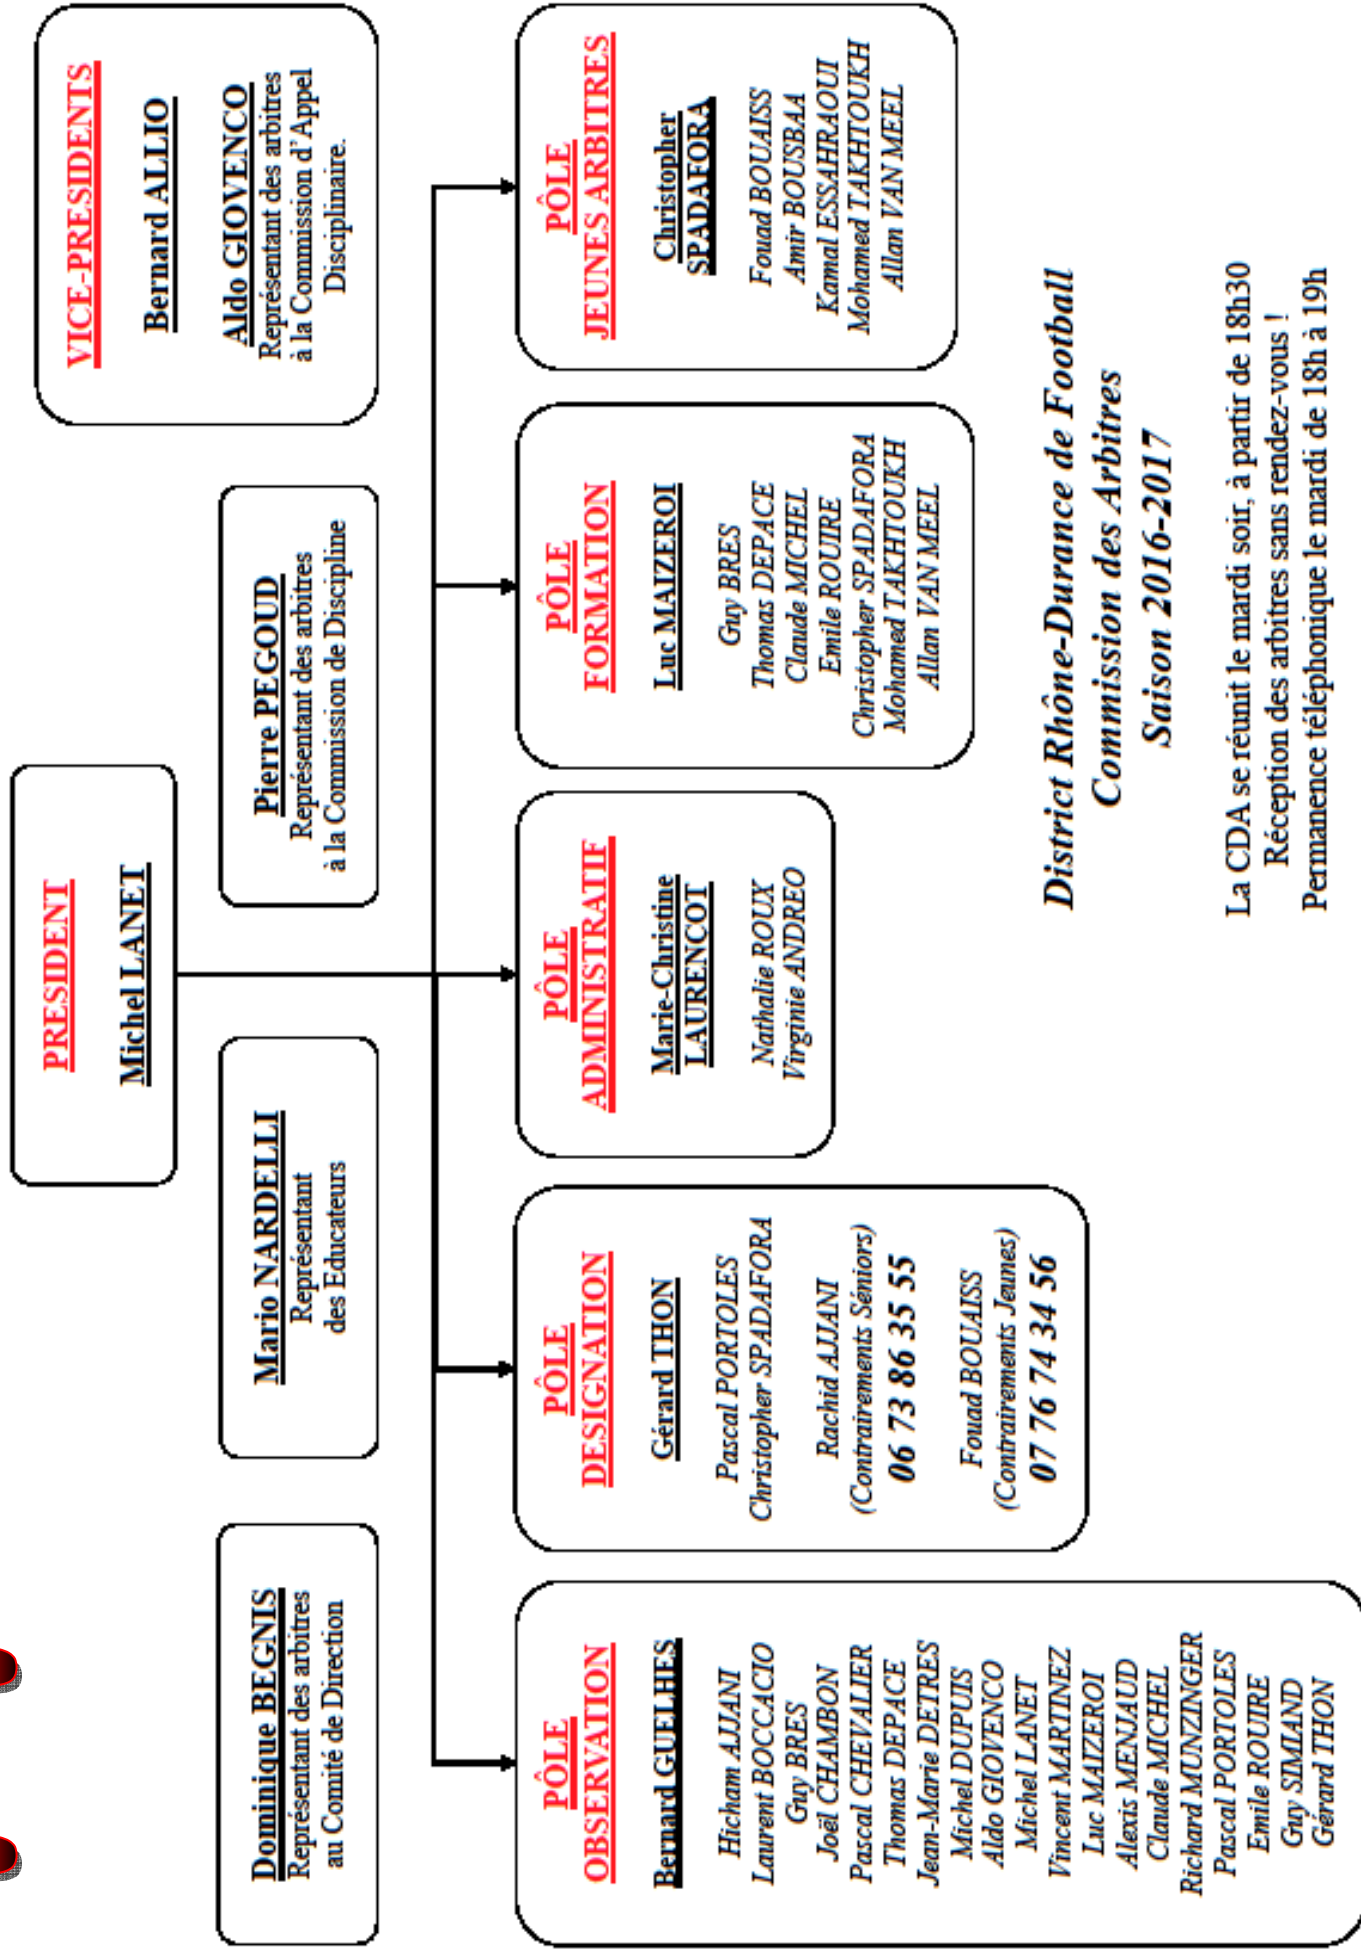 PRESIDENT
Michel LANET
VICE-PRESIDENTS
Bernard ALLIO
Aldo GIOVENCO
Représentant des arbitres
à la Commission d'Appel
Disciplinaire.
Dominique BEGNIS
Représentant des arbitres
au Comité de Direction
Mario NARDELLI
Représentant
des Educateurs
Pierre PEGOUD
Représentant des arbitres
à la Commission de Discipline
PÔLE
OBSERVATION
Bernard GUELHES
Hicham AJJANI
Laurent BOCCACIO
Guy BRES
Joël CHAMBON
Pascal CHEVALIER
Thomas DEPACE
Jean-Marie DETRES
Michel DUPUIS
Aldo GIOVENCO
Michel LANET
Vincent MARTINEZ
Luc MAIZEROI
Alexis MENJAUD
Claude MICHEL
Richard MUNZINGER
Pascal PORTOLES
Emile ROUIRE
Guy SIMIAND
Gérard THON
PÔLE
DESIGNATION
Gérard THON
Pascal PORTOLES
Christopher SPADAFORA
Rachid AJJANI
(Contrairements Séniors)
06 73 86 35 55
Fouad BOUAISS
(Contrairements Jeunes)
07 76 74 34 56
PÔLE
ADMINISTRATIF
Marie-Christine
LAURENCOT
Nathalie ROUX
Virginie ANDREO
PÔLE
FORMATION
Luc MAIZEROI
Guy BRES
Thomas DEPACE
Claude MICHEL
Emile ROUIRE
Christopher SPADAFORA
Mohamed TAKHTOUKH
Allan VAN MEEL
PÔLE
JEUNES ARBITRES
Christopher
SPADAFORA
Fouad BOUAISS
Amir BOUSBAA
Kamal ESSAHRAOUI
Mohamed TAKHTOUKH
Allan VAN MEEL
District Rhône-Durance de Football
Commission des Arbitres
Saison 2016-2017
La CDA se réunit le mardi soir, à partir de 18h30
Réception des arbitres sans rendez-vous !
Permanence téléphonique le mardi de 18h à 19h